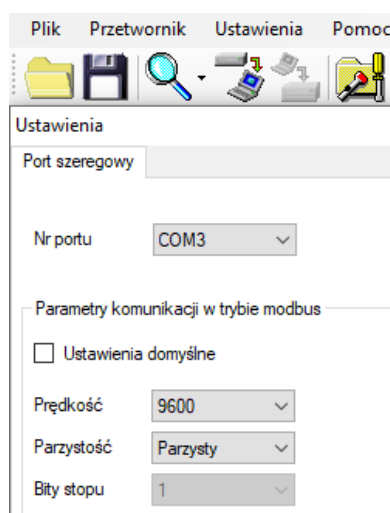 Plik Przetwornik Ustawienia Pomoc
Ustawienia
Port szeregowy
Nr portu COM3
Parametry komunikacji w trybie modbus
Ustawienia domyślne
Prędkość 9600
Parzystość Parzysty
Bity stopu 1